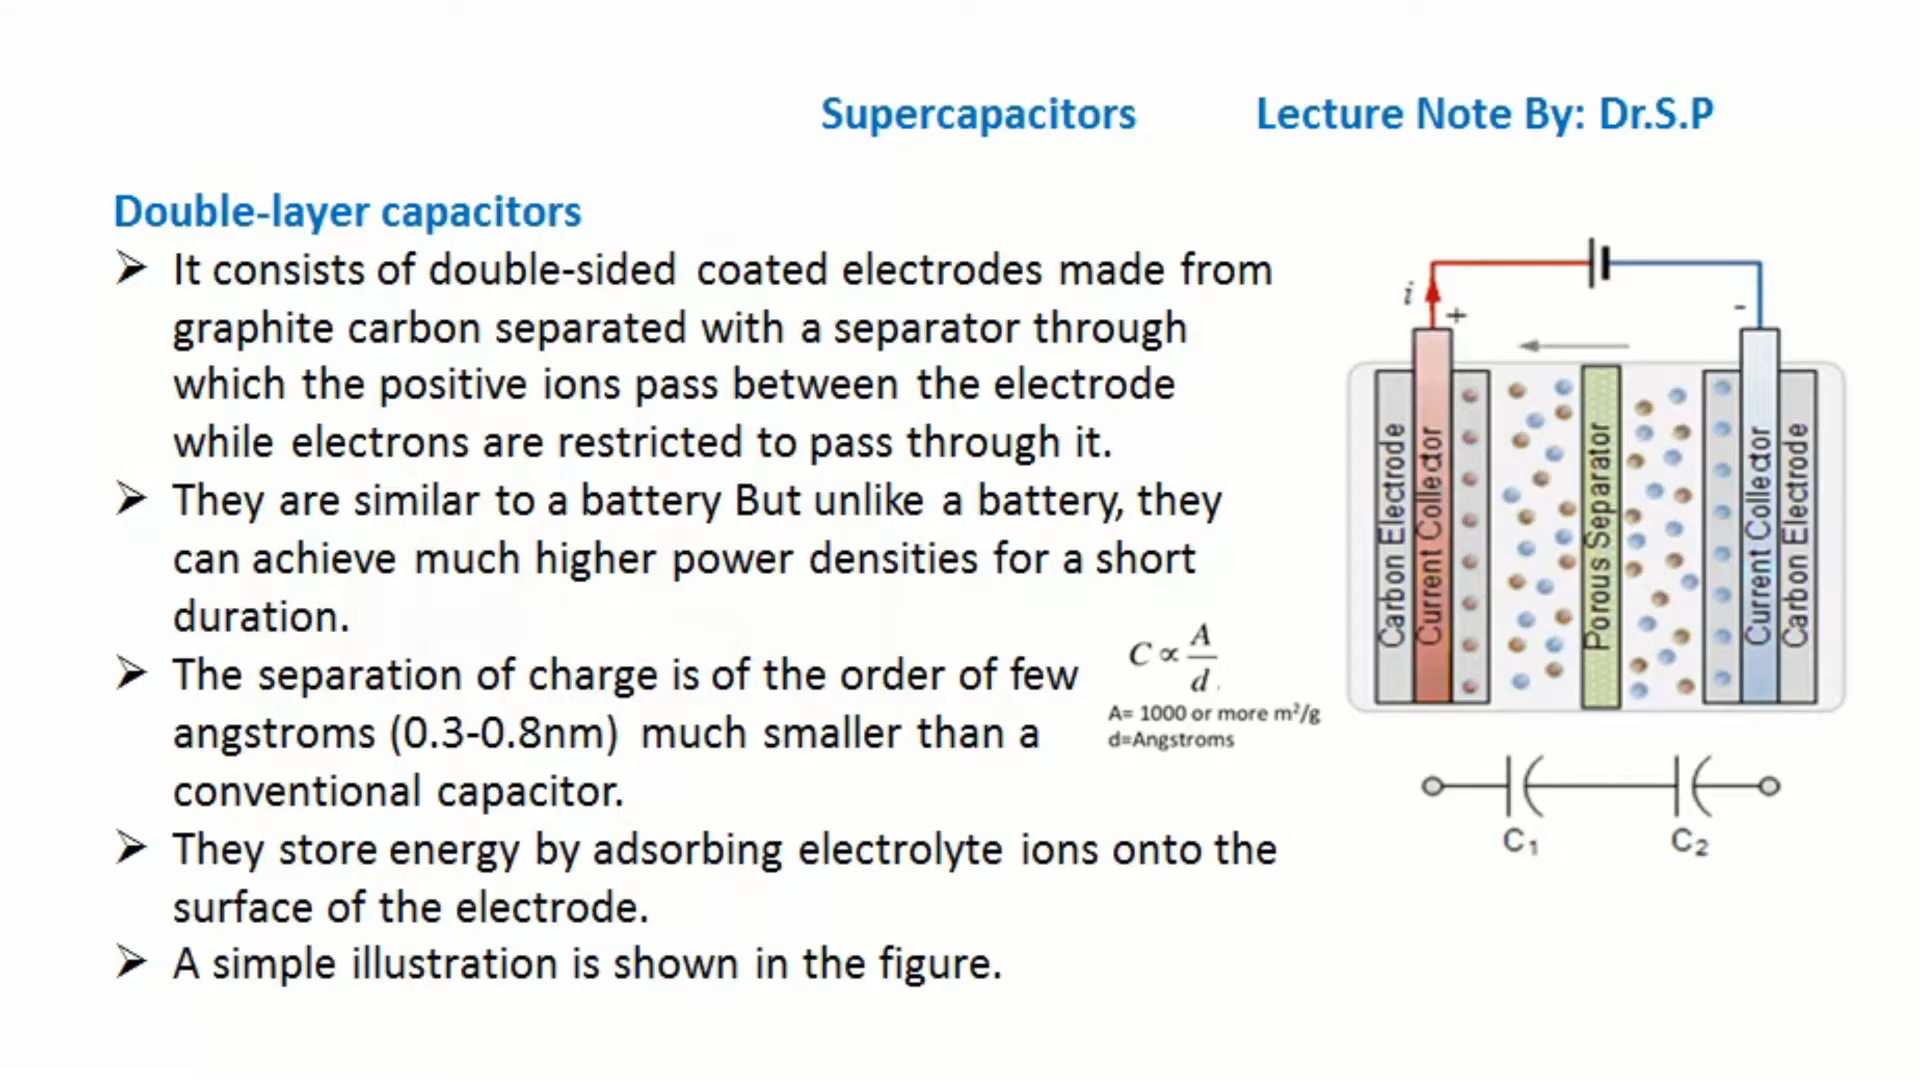 Supercapacitors Lecture Note By: Dr.S.P
Double-layer capacitors
➢ It consists of double-sided coated electrodes made from
graphite carbon separated with a separator through
which the positive ions pass between the electrode
while electrons are restricted to pass through it.
➢ They are similar to a battery But unlike a battery, they
can achieve much higher power densities for a short
duration.
➢ The separation of charge is of the order of few
angstroms (0.3-0.8nm) much smaller than a
conventional capacitor.
➢ They store energy by adsorbing electrolyte ions onto the
surface of the electrode.
➢ A simple illustration is shown in the figure.
C ∝ A/d.
A= 1000 or more m²/g
d=Angstroms
i
+
-
Carbon Electrode
Current Collector
Porous Separator
Current Collector
Carbon Electrode
C₁
C₂